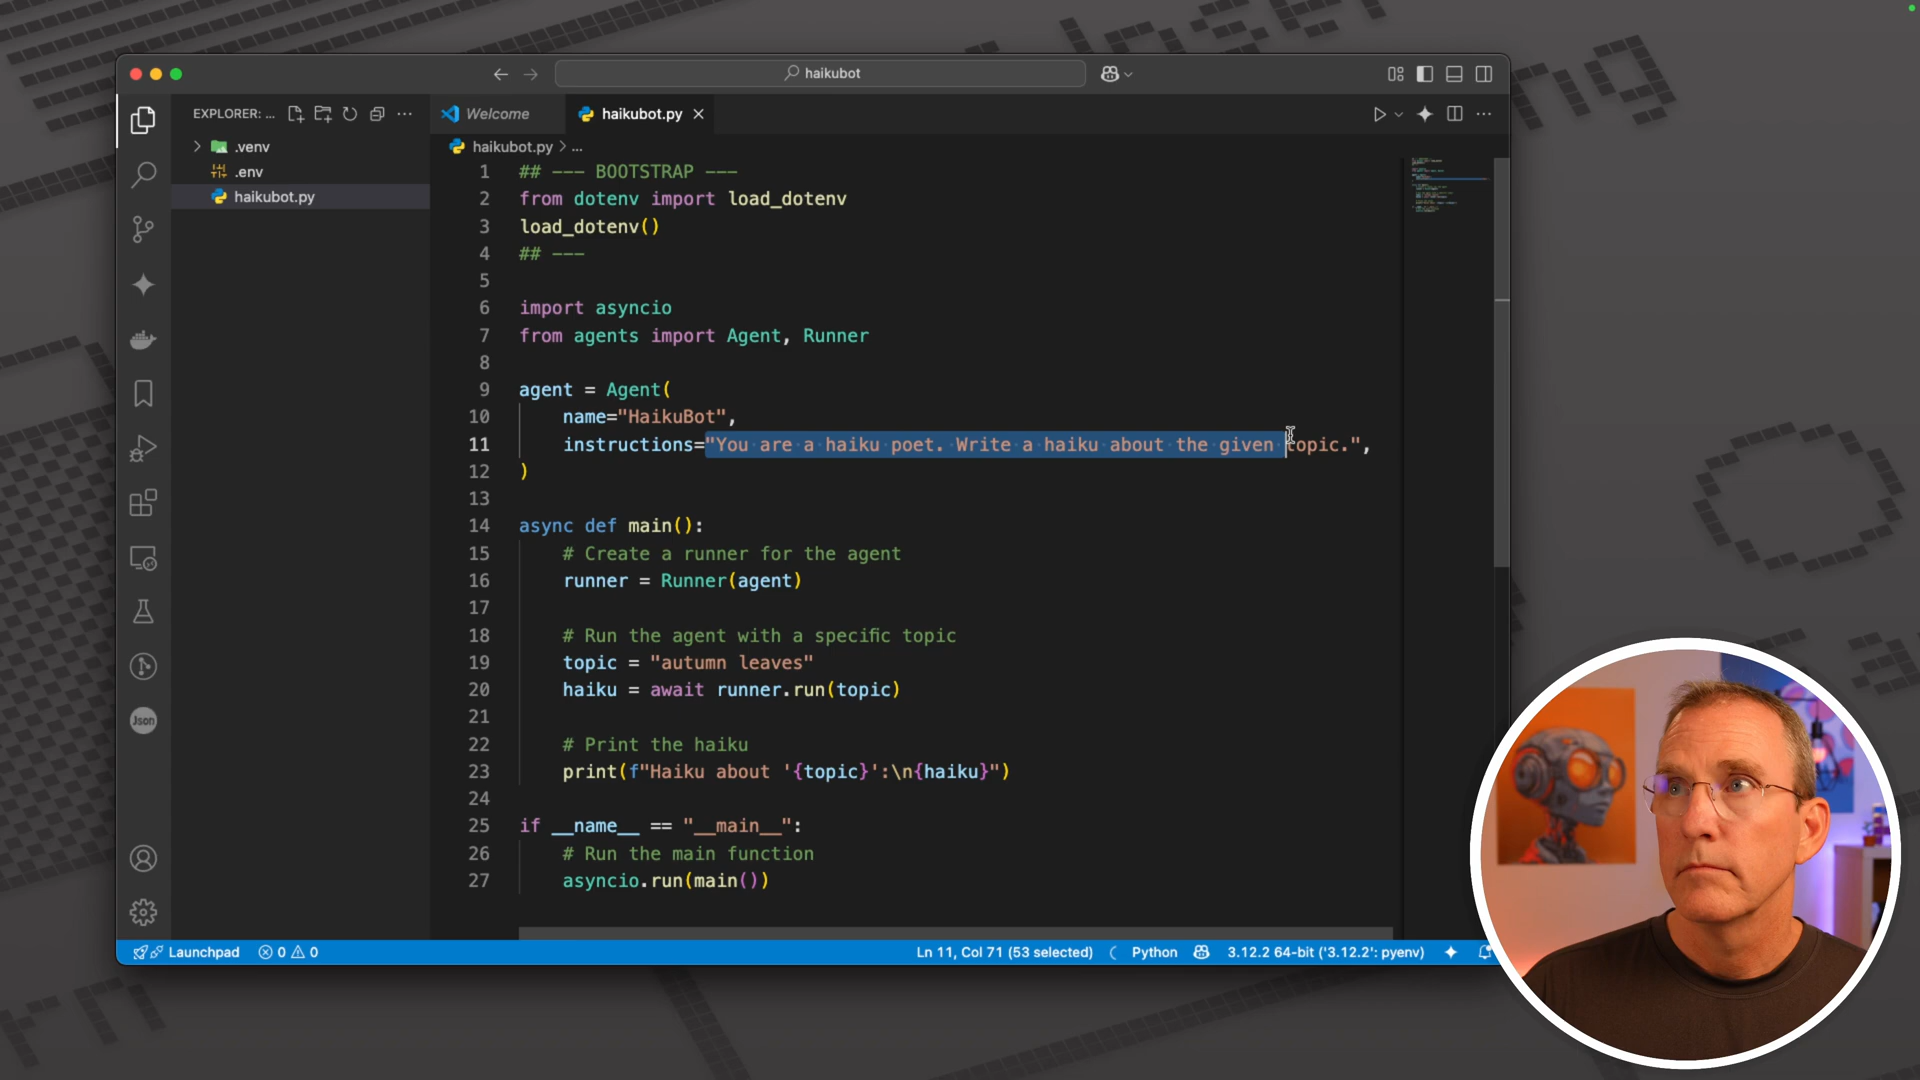 haikubot
EXPLORER: ...
Welcome
haikubot.py
.venv
.env
haikubot.py
haikubot.py > ...
1 ## --- BOOTSTRAP ---
2 from dotenv import load_dotenv
3 load_dotenv()
4 ## ---
5
6 import asyncio
7 from agents import Agent, Runner
8
9 agent = Agent(
10 name="HaikuBot",
11 instructions="You are a haiku poet. Write a haiku about the given topic.",
12 )
13
14 async def main():
15 # Create a runner for the agent
16 runner = Runner(agent)
17
18 # Run the agent with a specific topic
19 topic = "autumn leaves"
20 haiku = await runner.run(topic)
21
22 # Print the haiku
23 print(f"Haiku about '{topic}':\n{haiku}")
24
25 if __name__ == "__main__":
26 # Run the main function
27 asyncio.run(main())
Json
Launchpad
0
0
Ln 11, Col 71 (53 selected)
Python
3.12.2 64-bit ('3.12.2': pyenv)